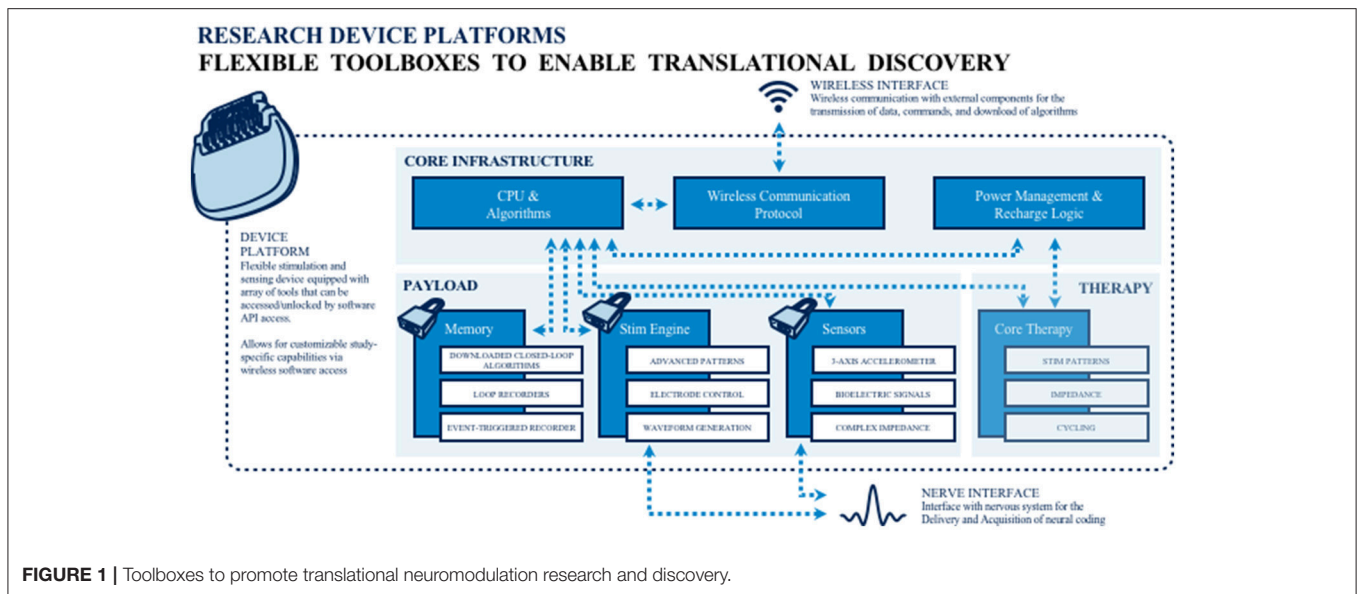 RESEARCH DEVICE PLATFORMS
FLEXIBLE TOOLBOXES TO ENABLE TRANSLATIONAL DISCOVERY
WIRELESS INTERFACE
Wireless communication with external components for the
transmission of data, commands, and download of algorithms
CORE INFRASTRUCTURE
CPU &
Algorithms
Wireless Communication
Protocol
Power Management &
Recharge Logic
DEVICE
PLATFORM
Flexible stimulation and
sensing device equipped with
array of tools that can be
accessed/unlocked by software
API access.
Allows for customizable study-
specific capabilities via
wireless software access
PAYLOAD
THERAPY
Memory
DOWNLOADED CLOSED-LOOP
ALGORITHMS
LOOP RECORDERS
EVENT-TRIGGERED RECORDER
Stim Engine
ADVANCED PATTERNS
ELECTRODE CONTROL
WAVEFORM GENERATION
Sensors
3-AXIS ACCELEROMETER
BIOELECTRIC SIGNALS
COMPLEX IMPEDANCE
Core Therapy
STIM PATTERNS
IMPEDANCE
CYCLING
NERVE INTERFACE
Interface with nervous system for the
Delivery and Acquisition of neural coding
FIGURE 1 | Toolboxes to promote translational neuromodulation research and discovery.